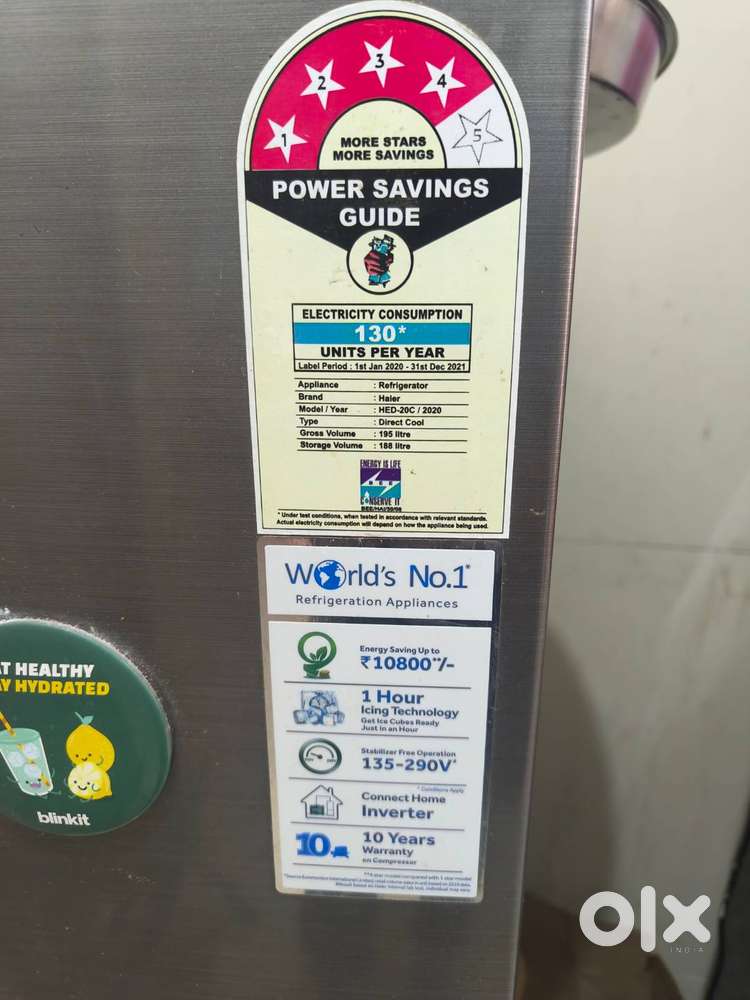 1 2 3 4 5
MORE STARS
MORE SAVINGS
POWER SAVINGS
GUIDE
ELECTRICITY CONSUMPTION
130*
UNITS PER YEAR
Label Period : 1st Jan 2020 - 31st Dec 2021
Appliance : Refrigerator
Brand : Haier
Model / Year : HED-20C / 2020
Type : Direct Cool
Gross Volume : 195 litre
Storage Volume : 188 litre
ENERGY IS LIFE
BEE
CONSERVE IT
* Under test conditions, when tested in accordance with relevant standards.
Actual electricity consumption will depend on how the appliance being used.
World's No.1*
Refrigeration Appliances
Energy Saving Up to
₹10800**/-
1 Hour
Icing Technology
Get Ice Cubes Ready
Just in an Hour
Stabilizer Free Operation
135-290V*
* Conditions Apply
Connect Home
Inverter
10
10 Years
Warranty
on Compressor
AT HEALTHY
AY HYDRATED
blinkit
olx
INDIA